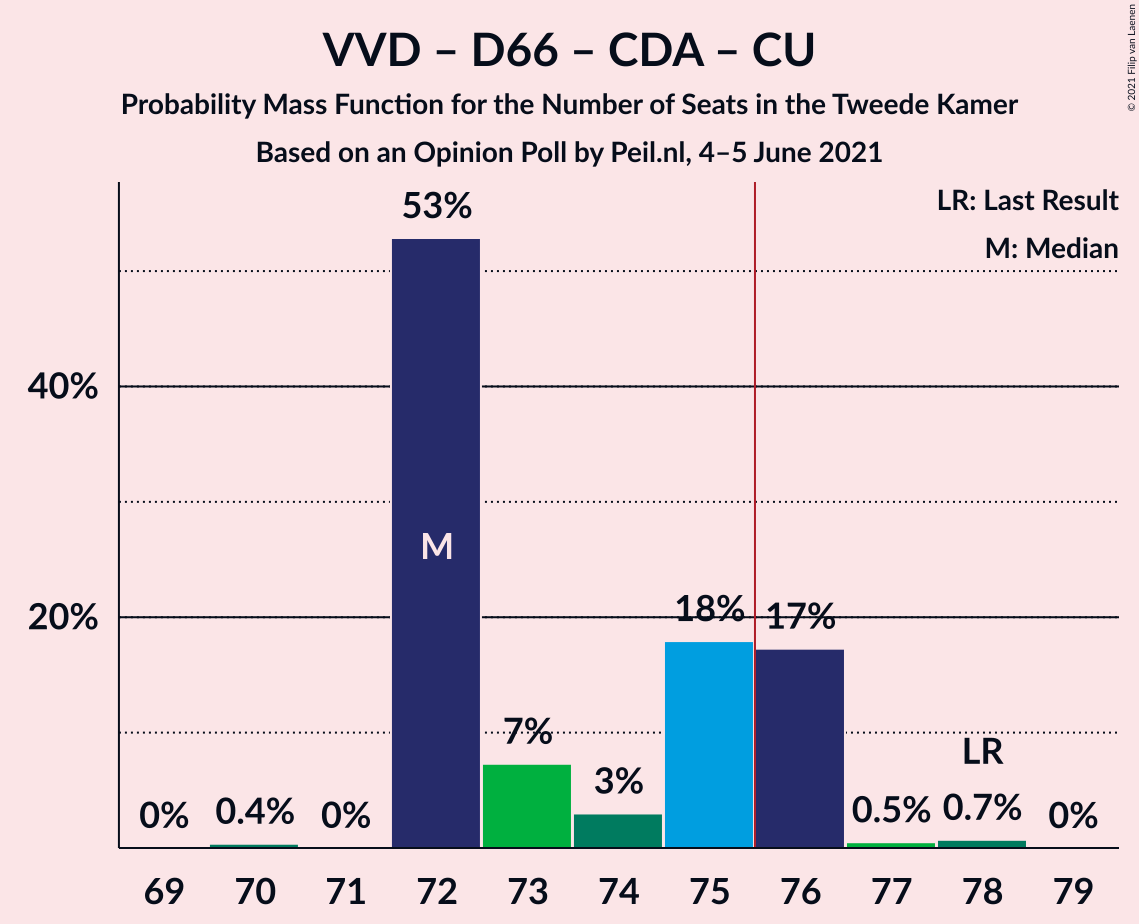 VVD – D66 – CDA – CU
Probability Mass Function for the Number of Seats in the Tweede Kamer
Based on an Opinion Poll by Peil.nl, 4–5 June 2021
© 2021 Filip van Laenen
LR: Last Result
M: Median
40%
20%
0%
0.4%
0%
53%
M
7%
3%
18%
17%
0.5%
LR
0.7%
0%
69 70 71 72 73 74 75 76 77 78 79